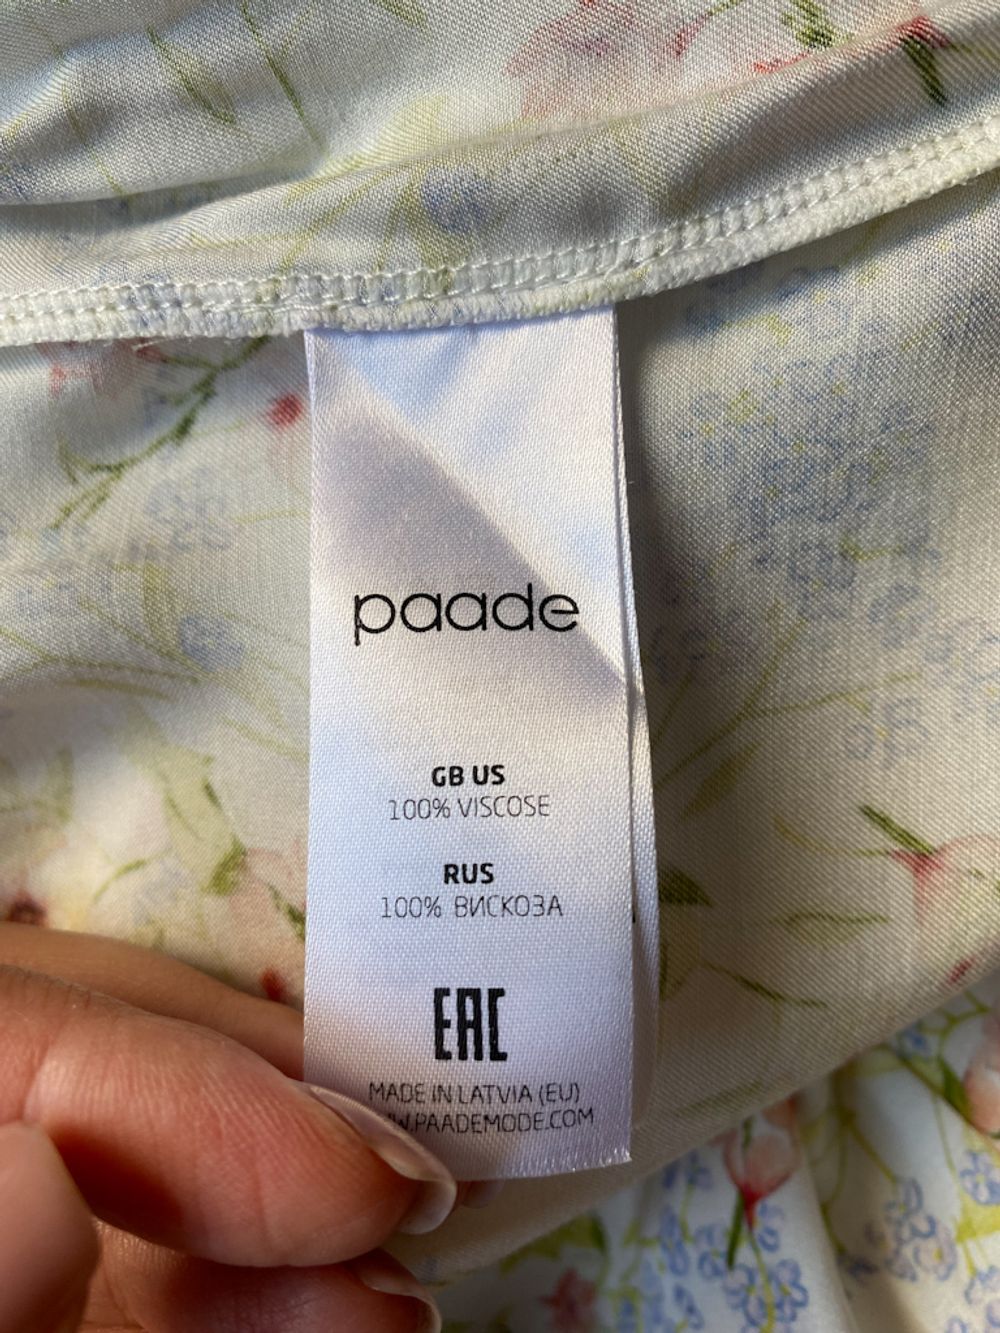 paade
GB US
100% VISCOSE
RUS
100% ВИСКОЗА
EAC
MADE IN LATVIA (EU)
W.PAADEMODE.COM